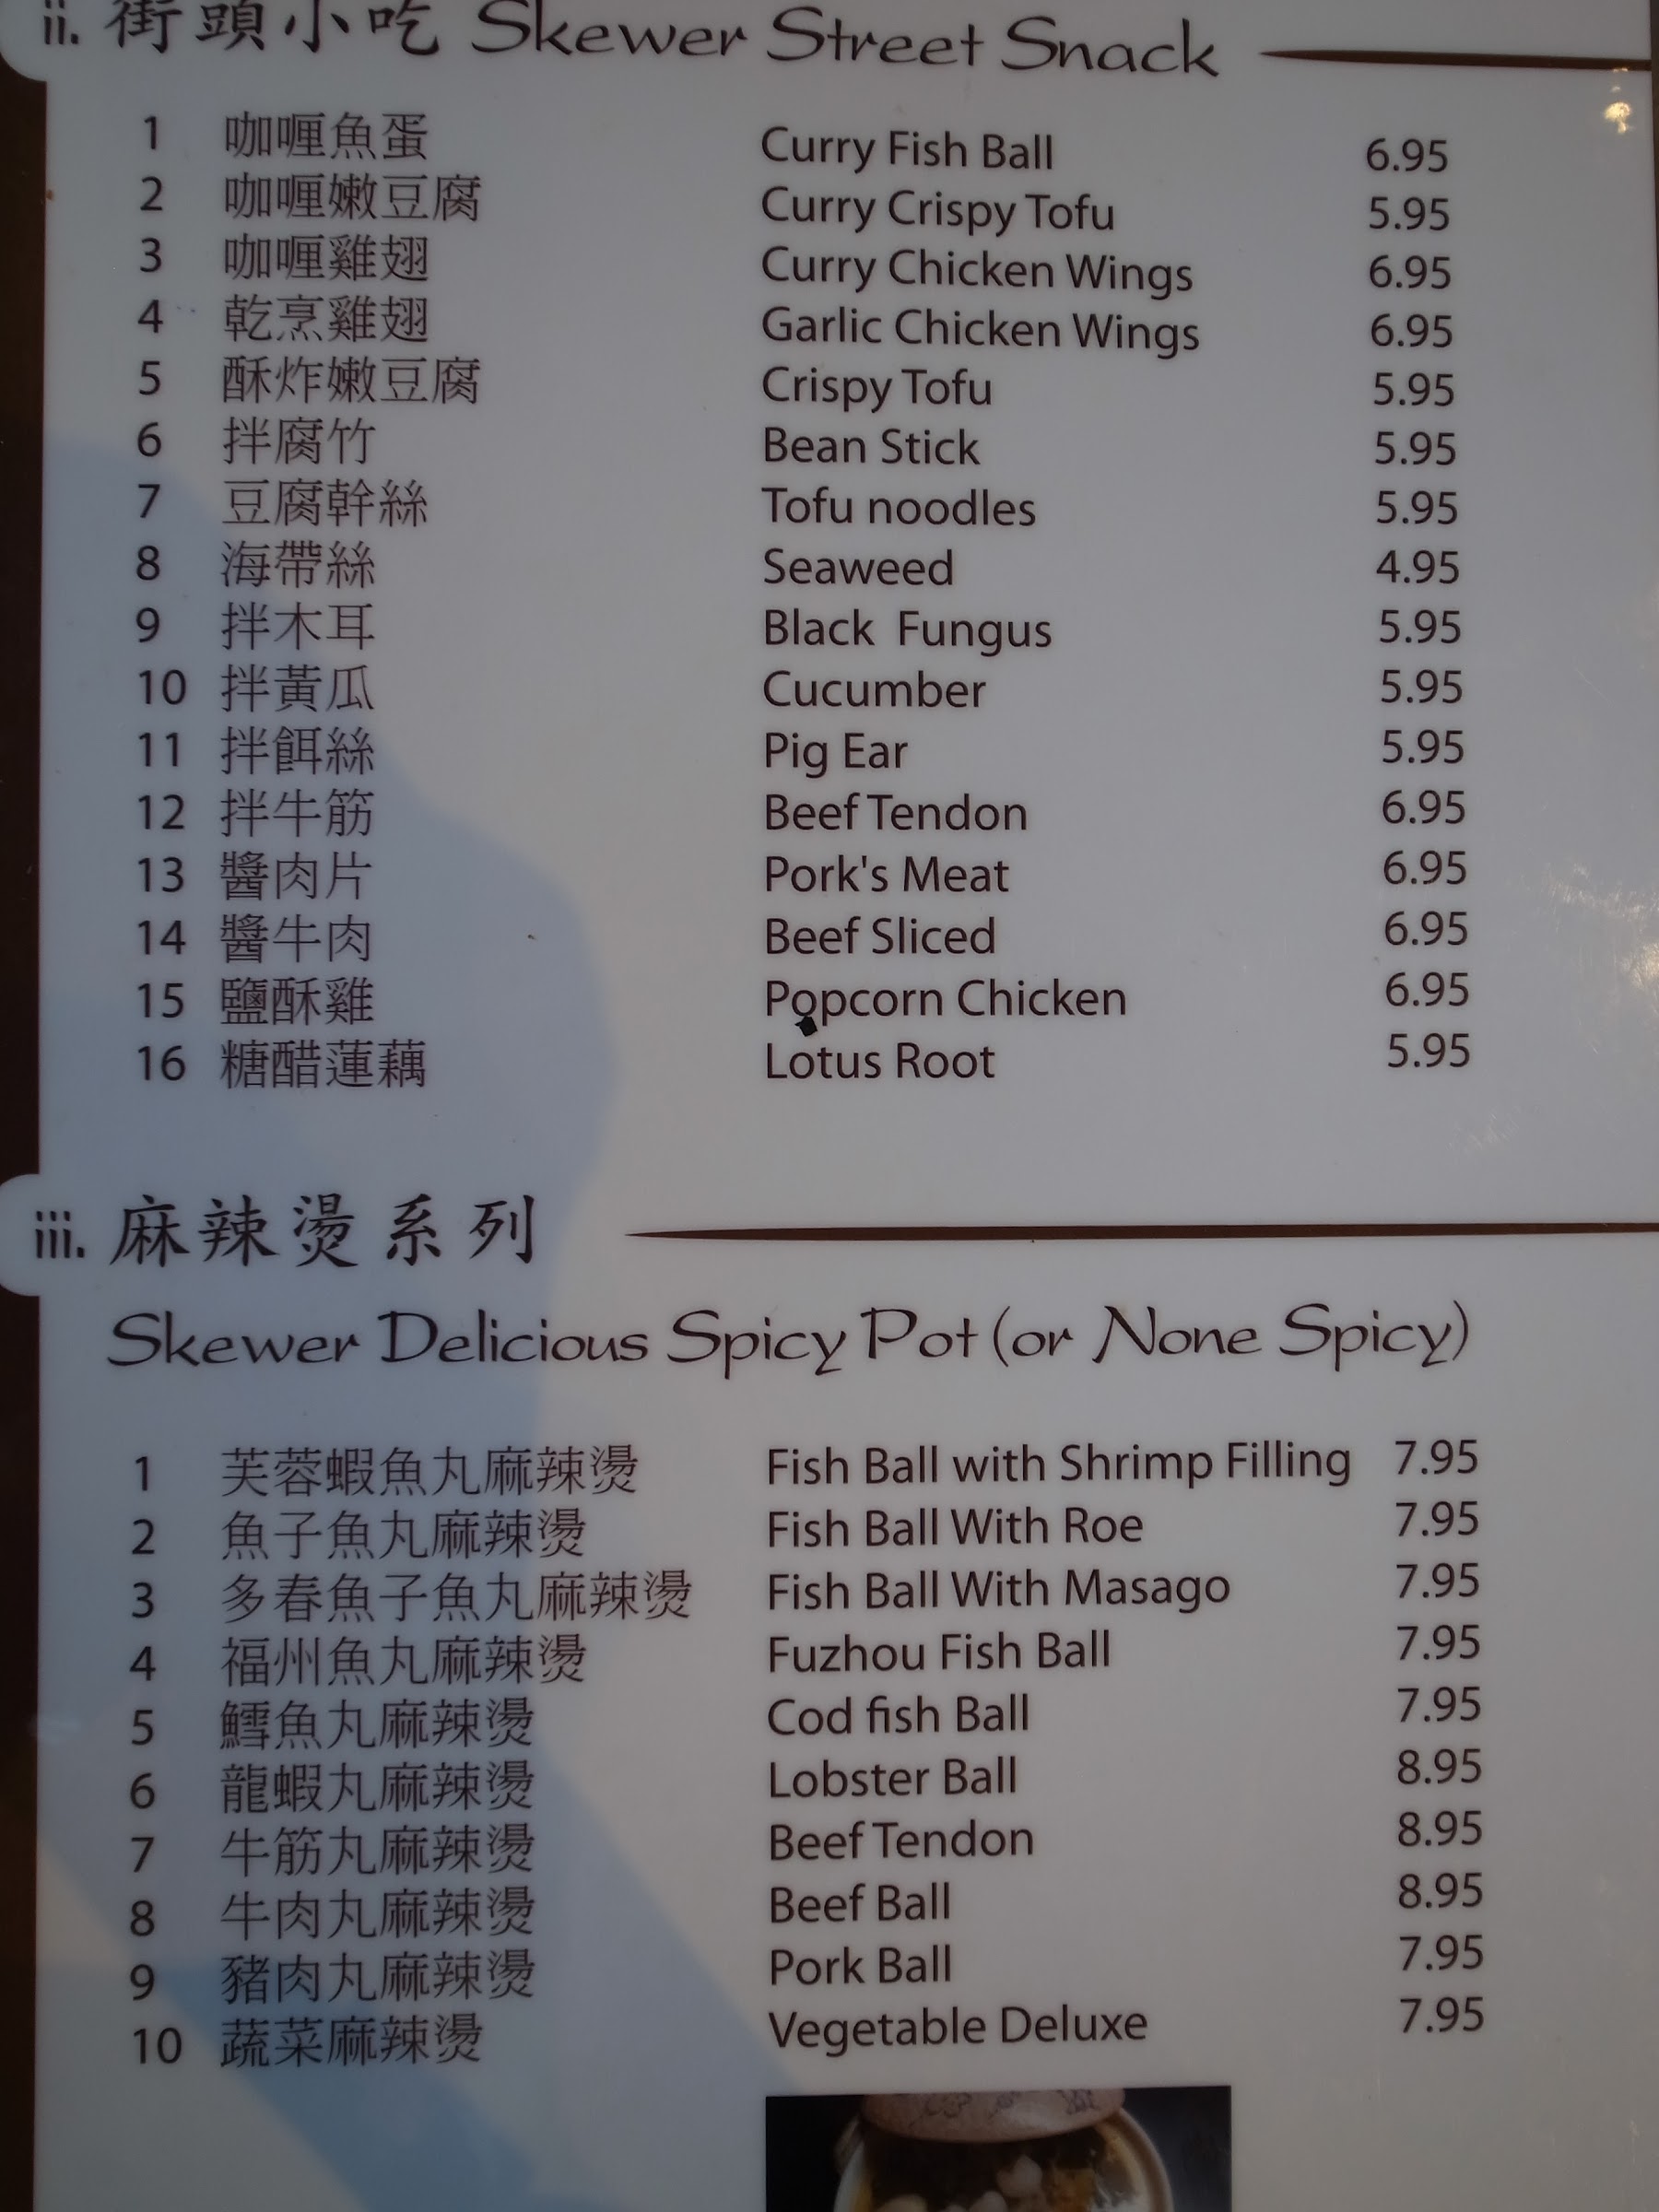 ii. 街頭小吃 Skewer Street Snack
1 咖喱魚蛋 Curry Fish Ball 6.95
2 咖喱嫩豆腐 Curry Crispy Tofu 5.95
3 咖喱雞翅 Curry Chicken Wings 6.95
4 乾烹雞翅 Garlic Chicken Wings 6.95
5 酥炸嫩豆腐 Crispy Tofu 5.95
6 拌腐竹 Bean Stick 5.95
7 豆腐幹絲 Tofu noodles 5.95
8 海帶絲 Seaweed 4.95
9 拌木耳 Black Fungus 5.95
10 拌黃瓜 Cucumber 5.95
11 拌餌絲 Pig Ear 5.95
12 拌牛筋 Beef Tendon 6.95
13 醬肉片 Pork's Meat 6.95
14 醬牛肉 Beef Sliced 6.95
15 鹽酥雞 Popcorn Chicken 6.95
16 糖醋蓮藕 Lotus Root 5.95
iii. 麻辣燙系列
Skewer Delicious Spicy Pot (or None Spicy)
1 芙蓉蝦魚丸麻辣燙 Fish Ball with Shrimp Filling 7.95
2 魚子魚丸麻辣燙 Fish Ball With Roe 7.95
3 多春魚子魚丸麻辣燙 Fish Ball With Masago 7.95
4 福州魚丸麻辣燙 Fuzhou Fish Ball 7.95
5 鱈魚丸麻辣燙 Cod fish Ball 7.95
6 龍蝦丸麻辣燙 Lobster Ball 8.95
7 牛筋丸麻辣燙 Beef Tendon 8.95
8 牛肉丸麻辣燙 Beef Ball 8.95
9 豬肉丸麻辣燙 Pork Ball 7.95
10 蔬菜麻辣燙 Vegetable Deluxe 7.95